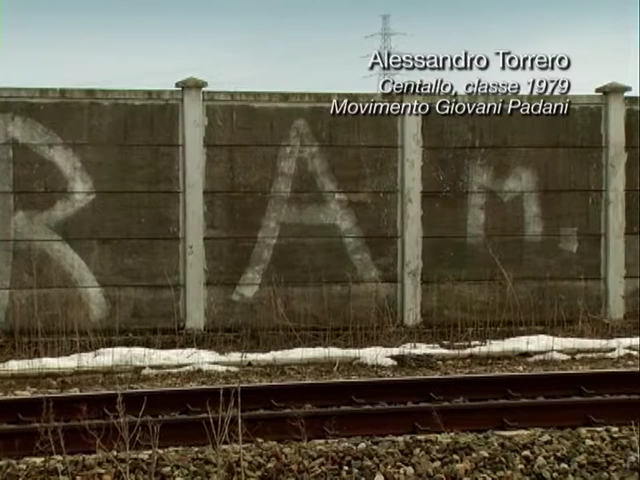 Alessandro Torrero
Centallo, classe 1979
Movimento Giovani Padani
R A m.